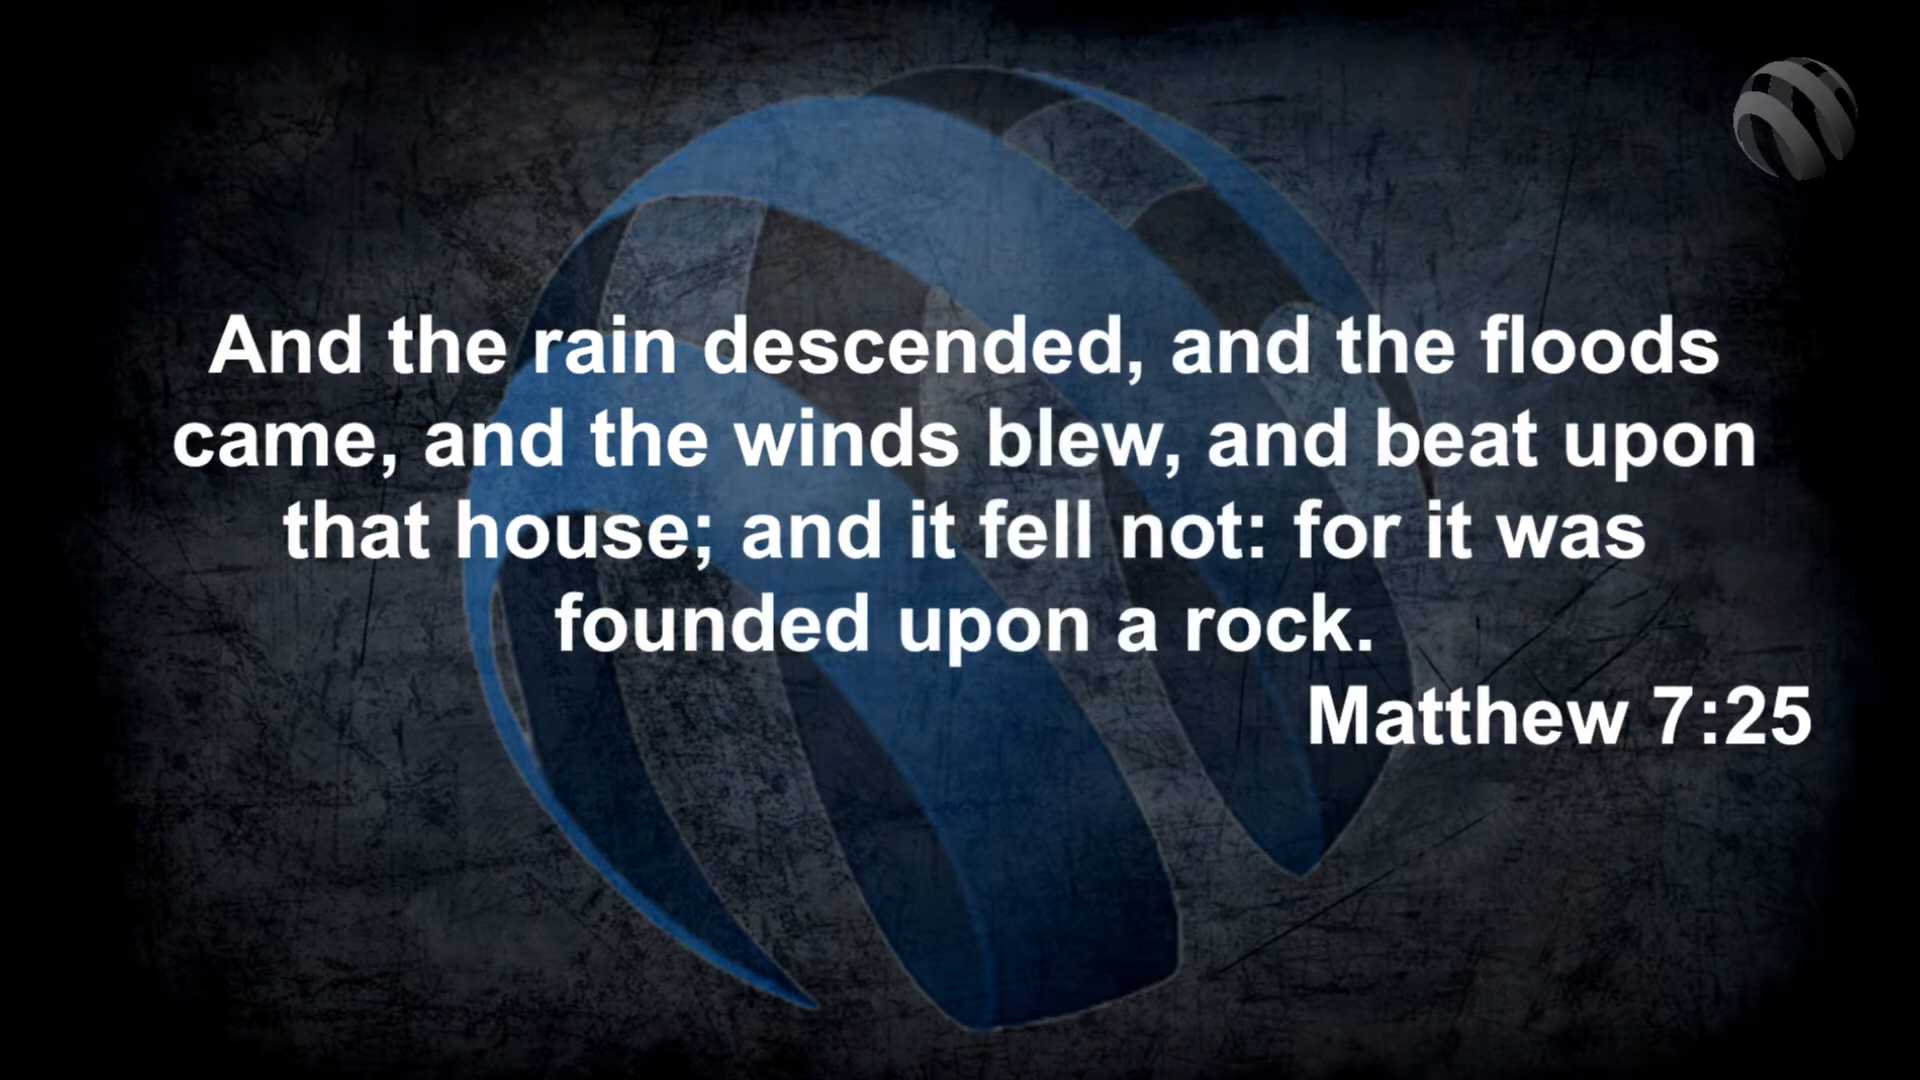 And the rain descended, and the floods
came, and the winds blew, and beat upon
that house; and it fell not: for it was
founded upon a rock.
Matthew 7:25